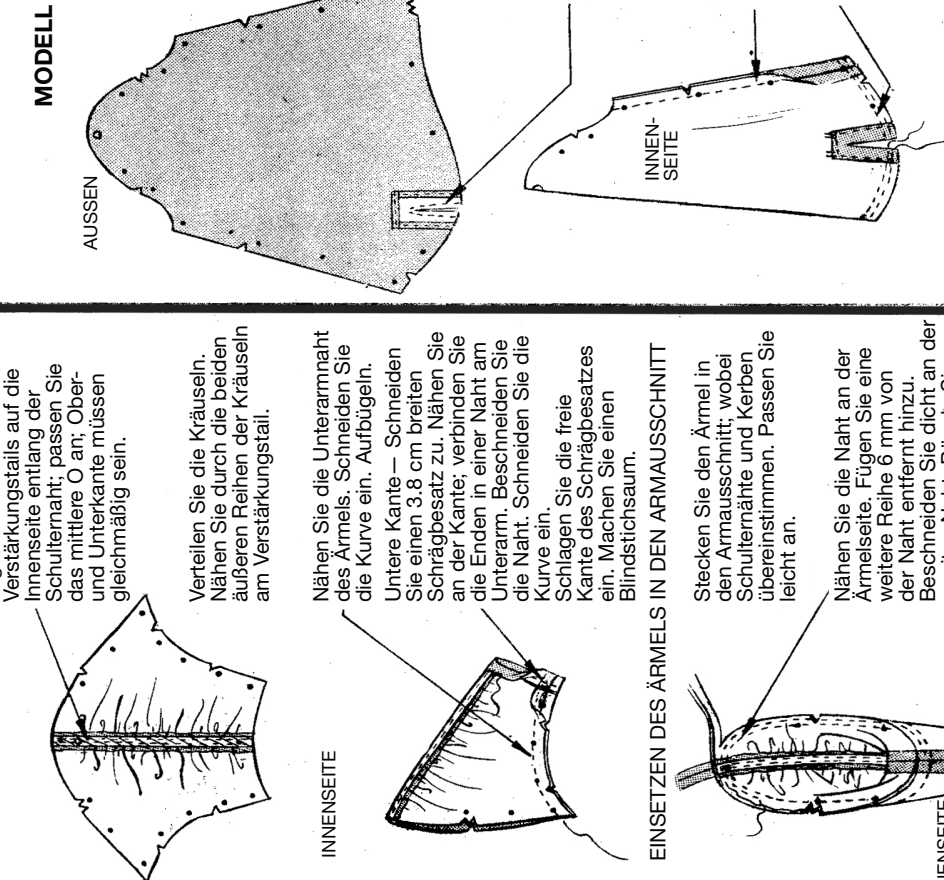 Verstärkungstails auf die
Innenseite entlang der
Schulternaht; passen Sie
das mittlere O an; Ober-
und Unterkante müssen
gleichmäßig sein.
Verteilen Sie die Kräuseln.
Nähen Sie durch die beiden
äußeren Reihen der Kräuseln
am Verstärkungstail.
INNENSEITE
Nähen Sie die Unterarmnaht
des Ärmels. Schneiden Sie
die Kurve ein. Aufbügeln.
Untere Kante— Schneiden
Sie einen 3.8 cm breiten
Schrägbesatz zu. Nähen Sie
an der Kante; verbinden Sie
die Enden in einer Naht am
Unterarm. Beschneiden Sie
die Naht. Schneiden Sie die
Kurve ein.
Schlagen Sie die freie
Kante des Schrägbesatzes
ein. Machen Sie einen
Blindstichsaum.
EINSETZEN DES ÄRMELS IN DEN ARMAUSSCHNITT
Stecken Sie den Ärmel in
den Armausschnitt; wobei
Schulternähte und Kerben
übereinstimmen. Passen Sie
leicht an.
Nähen Sie die Naht an der
Ärmelseite. Fügen Sie eine
weitere Reihe 6 mm von
der Naht entfernt hinzu.
Beschneiden Sie dicht an der
MODELL
AUSSEN
INNEN-
SEITE